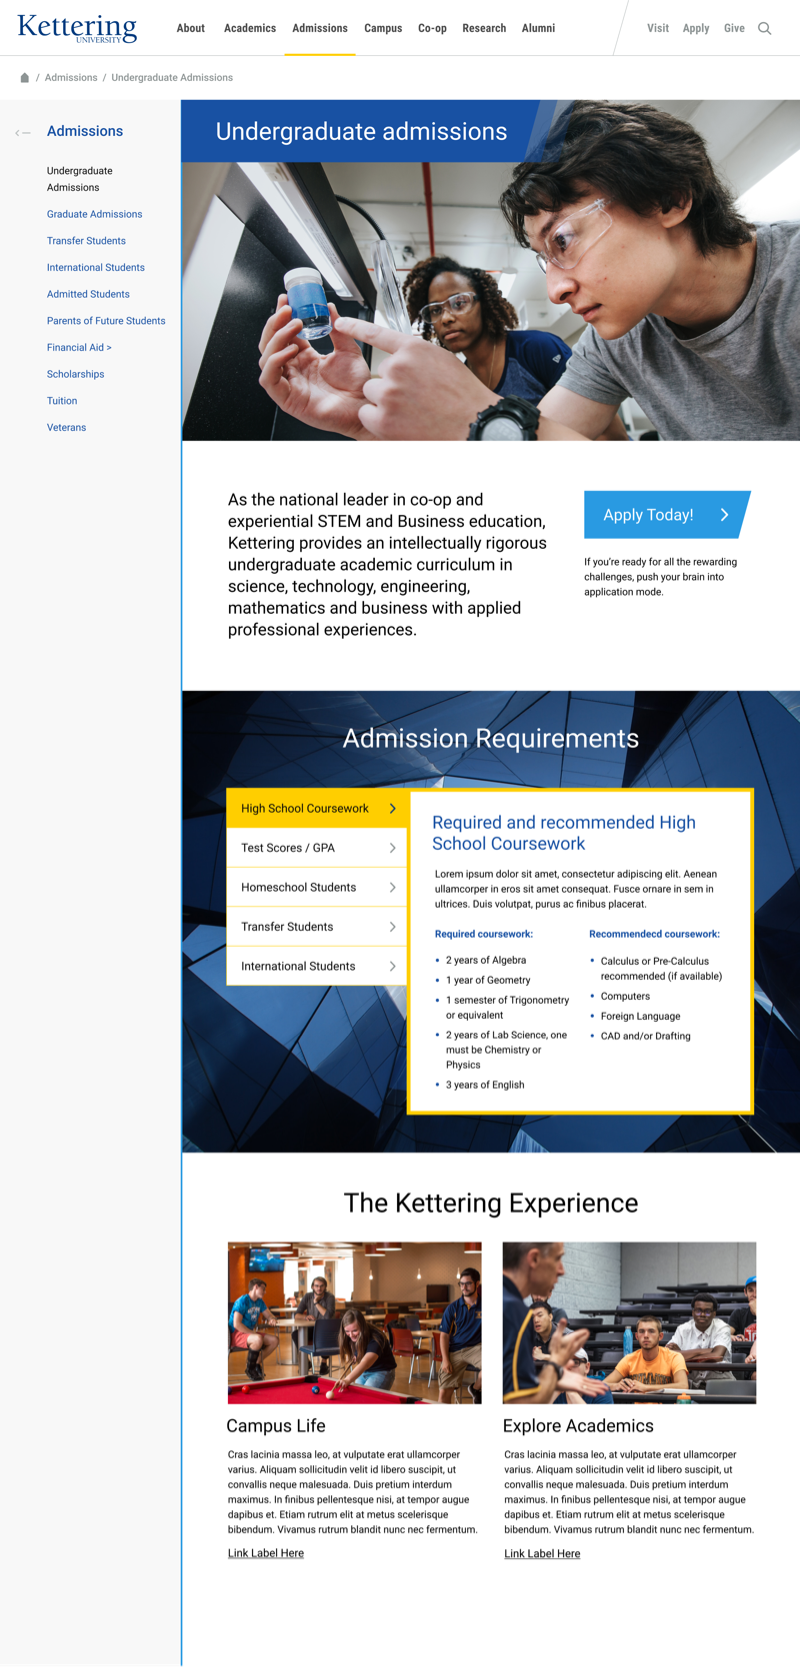 Kettering
UNIVERSITY
About Academics Admissions Campus Co-op Research Alumni
Visit Apply Give
/ Admissions / Undergraduate Admissions
Admissions
Undergraduate
Admissions
Graduate Admissions
Transfer Students
International Students
Admitted Students
Parents of Future Students
Financial Aid >
Scholarships
Tuition
Veterans
Undergraduate admissions
As the national leader in co-op and
experiential STEM and Business education,
Kettering provides an intellectually rigorous
undergraduate academic curriculum in
science, technology, engineering,
mathematics and business with applied
professional experiences.
Apply Today!
If you're ready for all the rewarding
challenges, push your brain into
application mode.
Admission Requirements
High School Coursework
Test Scores / GPA
Homeschool Students
Transfer Students
International Students
Required and recommended High
School Coursework
Lorem ipsum dolor sit amet, consectetur adipiscing elit. Aenean
ullamcorper in eros sit amet consequat. Fusce ornare in sem in
ultrices. Duis volutpat, purus ac finibus placerat.
Required coursework:
• 2 years of Algebra
• 1 year of Geometry
• 1 semester of Trigonometry
or equivalent
• 2 years of Lab Science, one
must be Chemistry or
Physics
• 3 years of English
Recommendecd coursework:
• Calculus or Pre-Calculus
recommended (if available)
• Computers
• Foreign Language
• CAD and/or Drafting
The Kettering Experience
Campus Life
Cras lacinia massa leo, at vulputate erat ullamcorper
varius. Aliquam sollicitudin velit id libero suscipit, ut
convallis neque malesuada. Duis pretium interdum
maximus. In finibus pellentesque nisi, at tempor augue
dapibus et. Etiam rutrum elit at metus scelerisque
bibendum. Vivamus rutrum blandit nunc nec fermentum.
Link Label Here
Explore Academics
Cras lacinia massa leo, at vulputate erat ullamcorper
varius. Aliquam sollicitudin velit id libero suscipit, ut
convallis neque malesuada. Duis pretium interdum
maximus. In finibus pellentesque nisi, at tempor augue
dapibus et. Etiam rutrum elit at metus scelerisque
bibendum. Vivamus rutrum blandit nunc nec fermentum.
Link Label Here